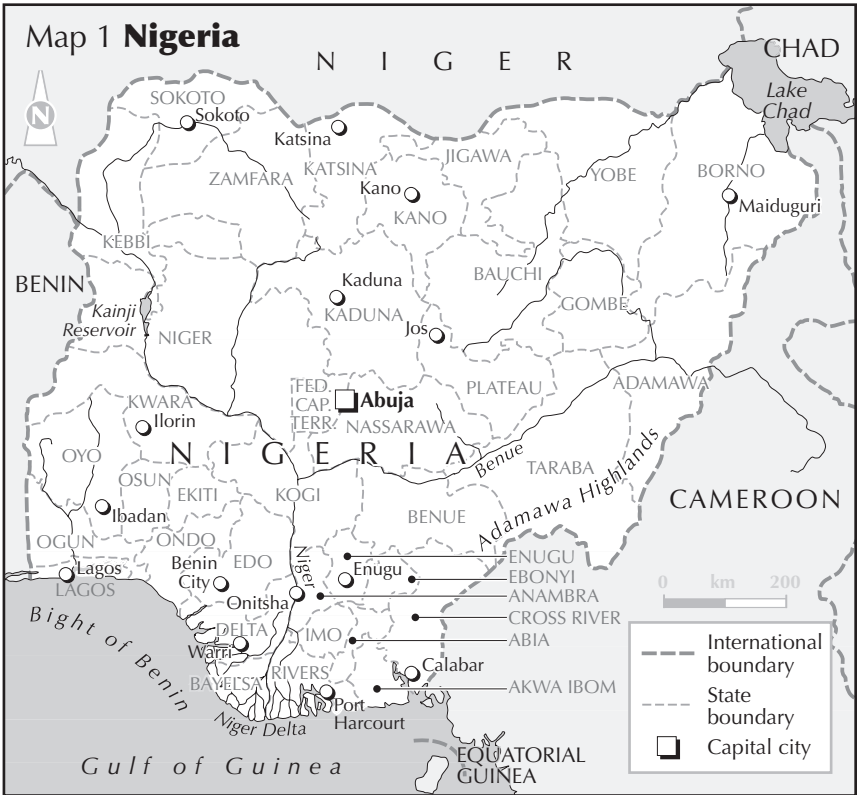 Map 1 Nigeria
N I G E R
CHAD
Lake
Chad
N
SOKOTO
Sokoto
Katsina
KATSINA
JIGAWA
ZAMFARA
Kano
KANO
YOBE
BORNO
Maiduguri
KEBBI
BENIN
Kainji
Reservoir
NIGER
Kaduna
KADUNA
BAUCHI
GOMBE
Jos
FED.
CAP.
TERR.
Abuja
NASSARAWA
PLATEAU
ADAMAWA
KWARA
Ilorin
N I G E R I A
Benue
TARABA
Adamawa Highlands
CAMEROON
OYO
OSUN
EKITI
KOGI
BENUE
Ibadan
OGUN
ONDO
EDO
Niger
Lagos
LAGOS
Benin
City
Onitsha
Enugu
ENUGU
EBONYI
ANAMBRA
CROSS RIVER
ABIA
AKWA IBOM
0 km 200
Bight of Benin
DELTA
Warri
IMO
BAYELSA
RIVERS
Calabar
Port
Harcourt
Niger Delta
Gulf of Guinea
EQUATORIAL
GUINEA
International
boundary
State
boundary
Capital city